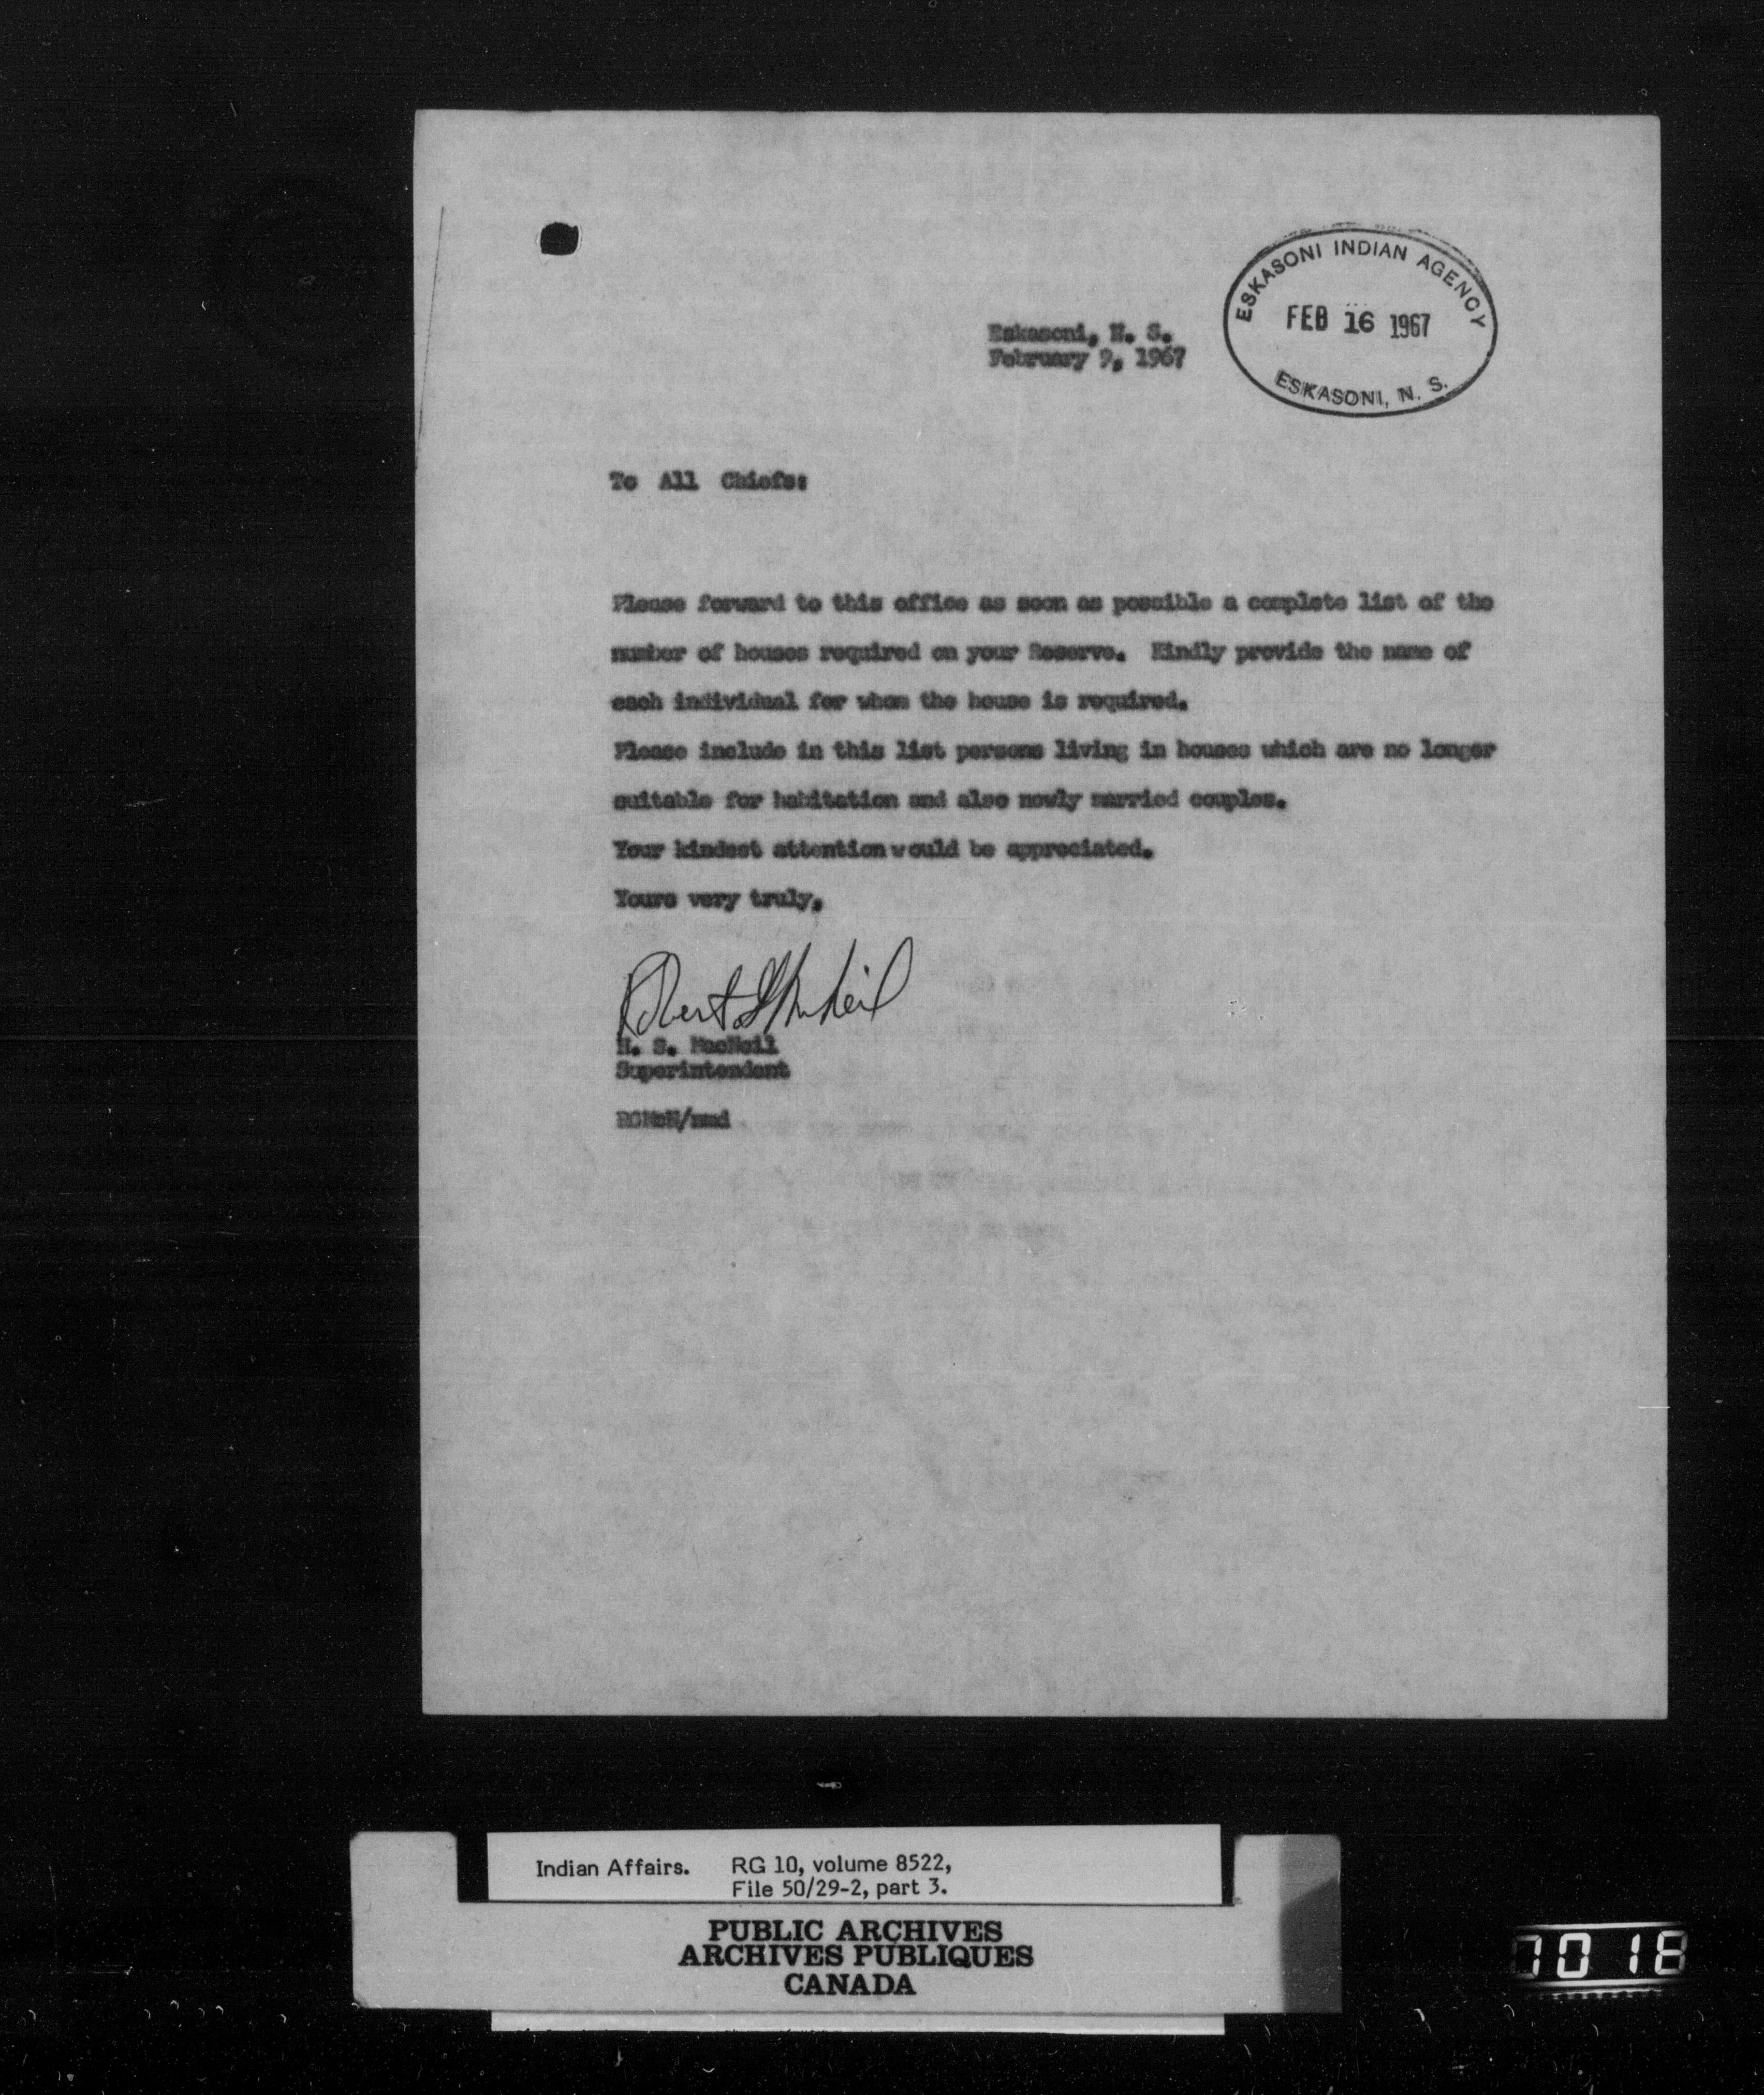 ESKASONI INDIAN AGENCY
FEB 16 1967
ESKASONI, N. S.
Eskasoni, N. S.
February 9, 1967
To All Chiefs:
Please forward to this office as soon as possible a complete list of the
number of houses required on your Reserve. Kindly provide the name of
each individual for whom the house is required.
Please include in this list persons living in houses which are no longer
suitable for habitation and also newly married couples.
Your kindest attention would be appreciated.
Yours very truly,
H. S. MacNeil
Superintendent
Indian Affairs. RG 10, volume 8522,
File 50/29-2, part 3.
PUBLIC ARCHIVES
ARCHIVES PUBLIQUES
CANADA